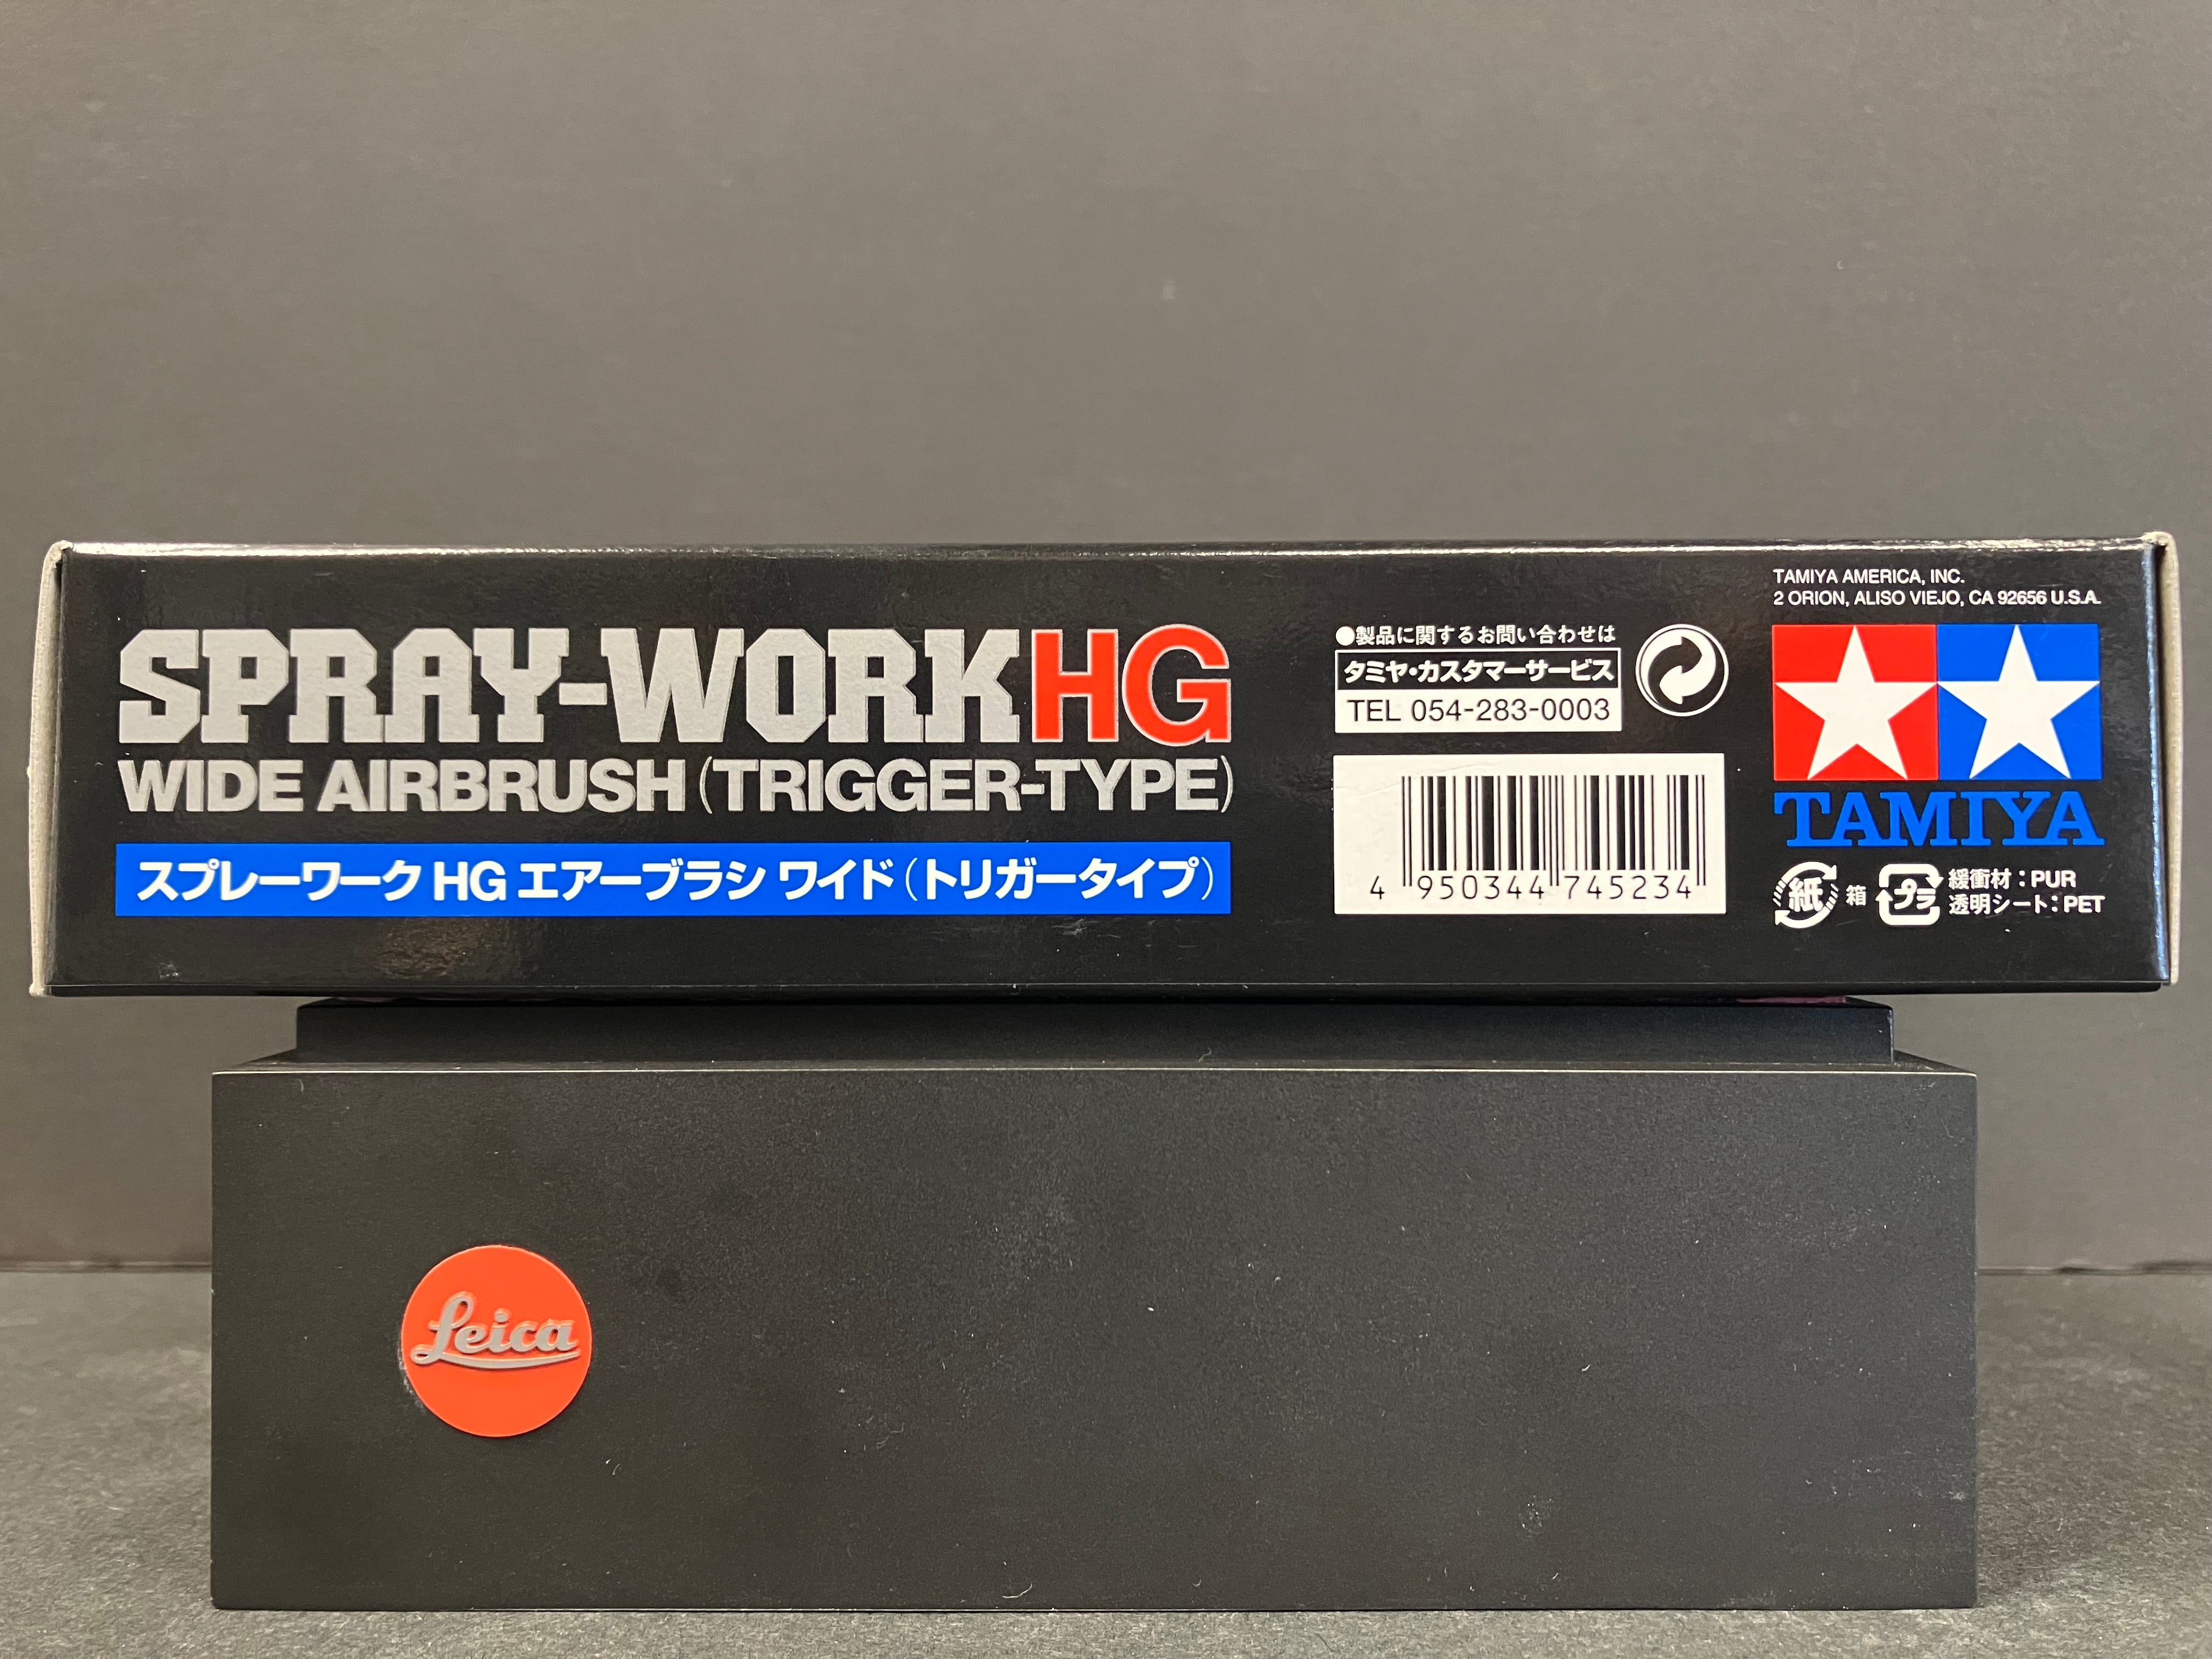 SPRAY-WORK HG
WIDE AIRBRUSH (TRIGGER-TYPE)
スプレーワーク HG エアーブラシ ワイド(トリガータイプ)
●製品に関するお問い合わせは
タミヤ・カスタマーサービス
TEL 054-283-0003
4 950344 745234
TAMIYA AMERICA, INC.
2 ORION, ALISO VIEJO, CA 92656 U.S.A.
TAMIYA
紙 箱 プラ 緩衝材:PUR
透明シート:PET
Leica